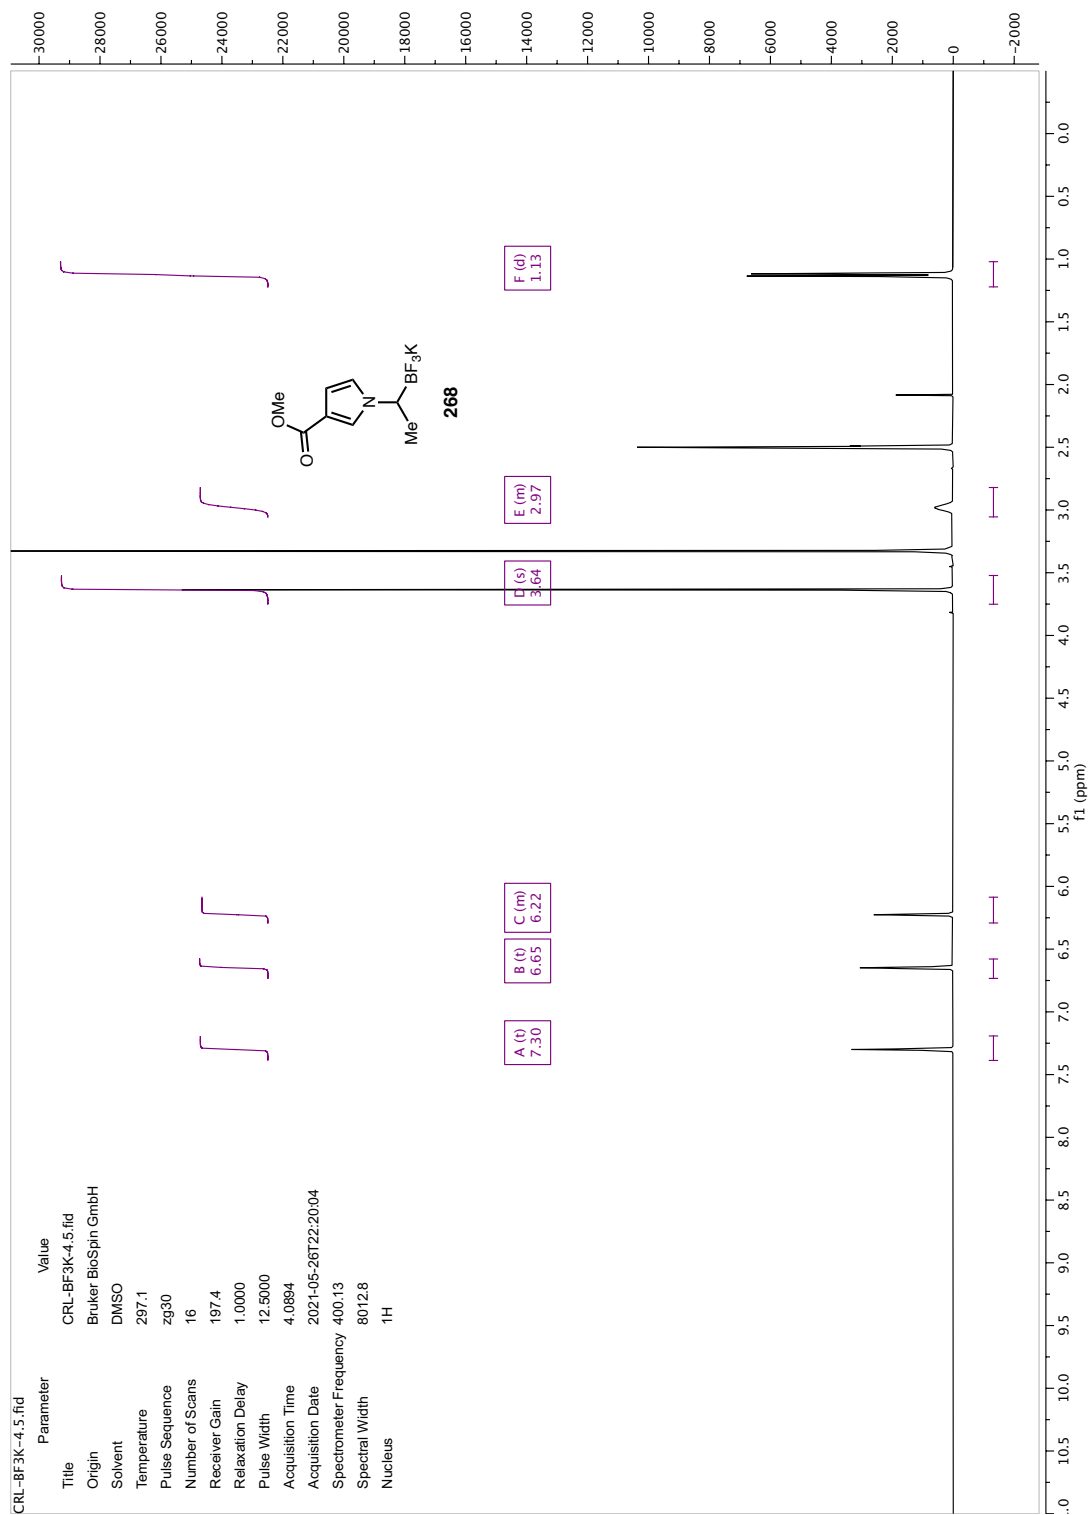 CRL-BF3K-4.5.fid
Parameter Value
Title CRL-BF3K-4.5.fid
Origin Bruker BioSpin GmbH
Solvent DMSO
Temperature 297.1
Pulse Sequence zg30
Number of Scans 16
Receiver Gain 197.4
Relaxation Delay 1.0000
Pulse Width 12.5000
Acquisition Time 4.0894
Acquisition Date 2021-05-26T22:20:04
Spectrometer Frequency 400.13
Spectral Width 8012.8
Nucleus 1H
O
OMe
N
Me
BF₃K
268
A (t)
7.30
B (t)
6.65
C (m)
6.22
D (s)
3.64
E (m)
2.97
F (d)
1.13
30000
28000
26000
24000
22000
20000
18000
16000
14000
12000
10000
8000
6000
4000
2000
0
-2000
.0 10.5 10.0 9.5 9.0 8.5 8.0 7.5 7.0 6.5 6.0 5.5 5.0 4.5 4.0 3.5 3.0 2.5 2.0 1.5 1.0 0.5 0.0
f1 (ppm)